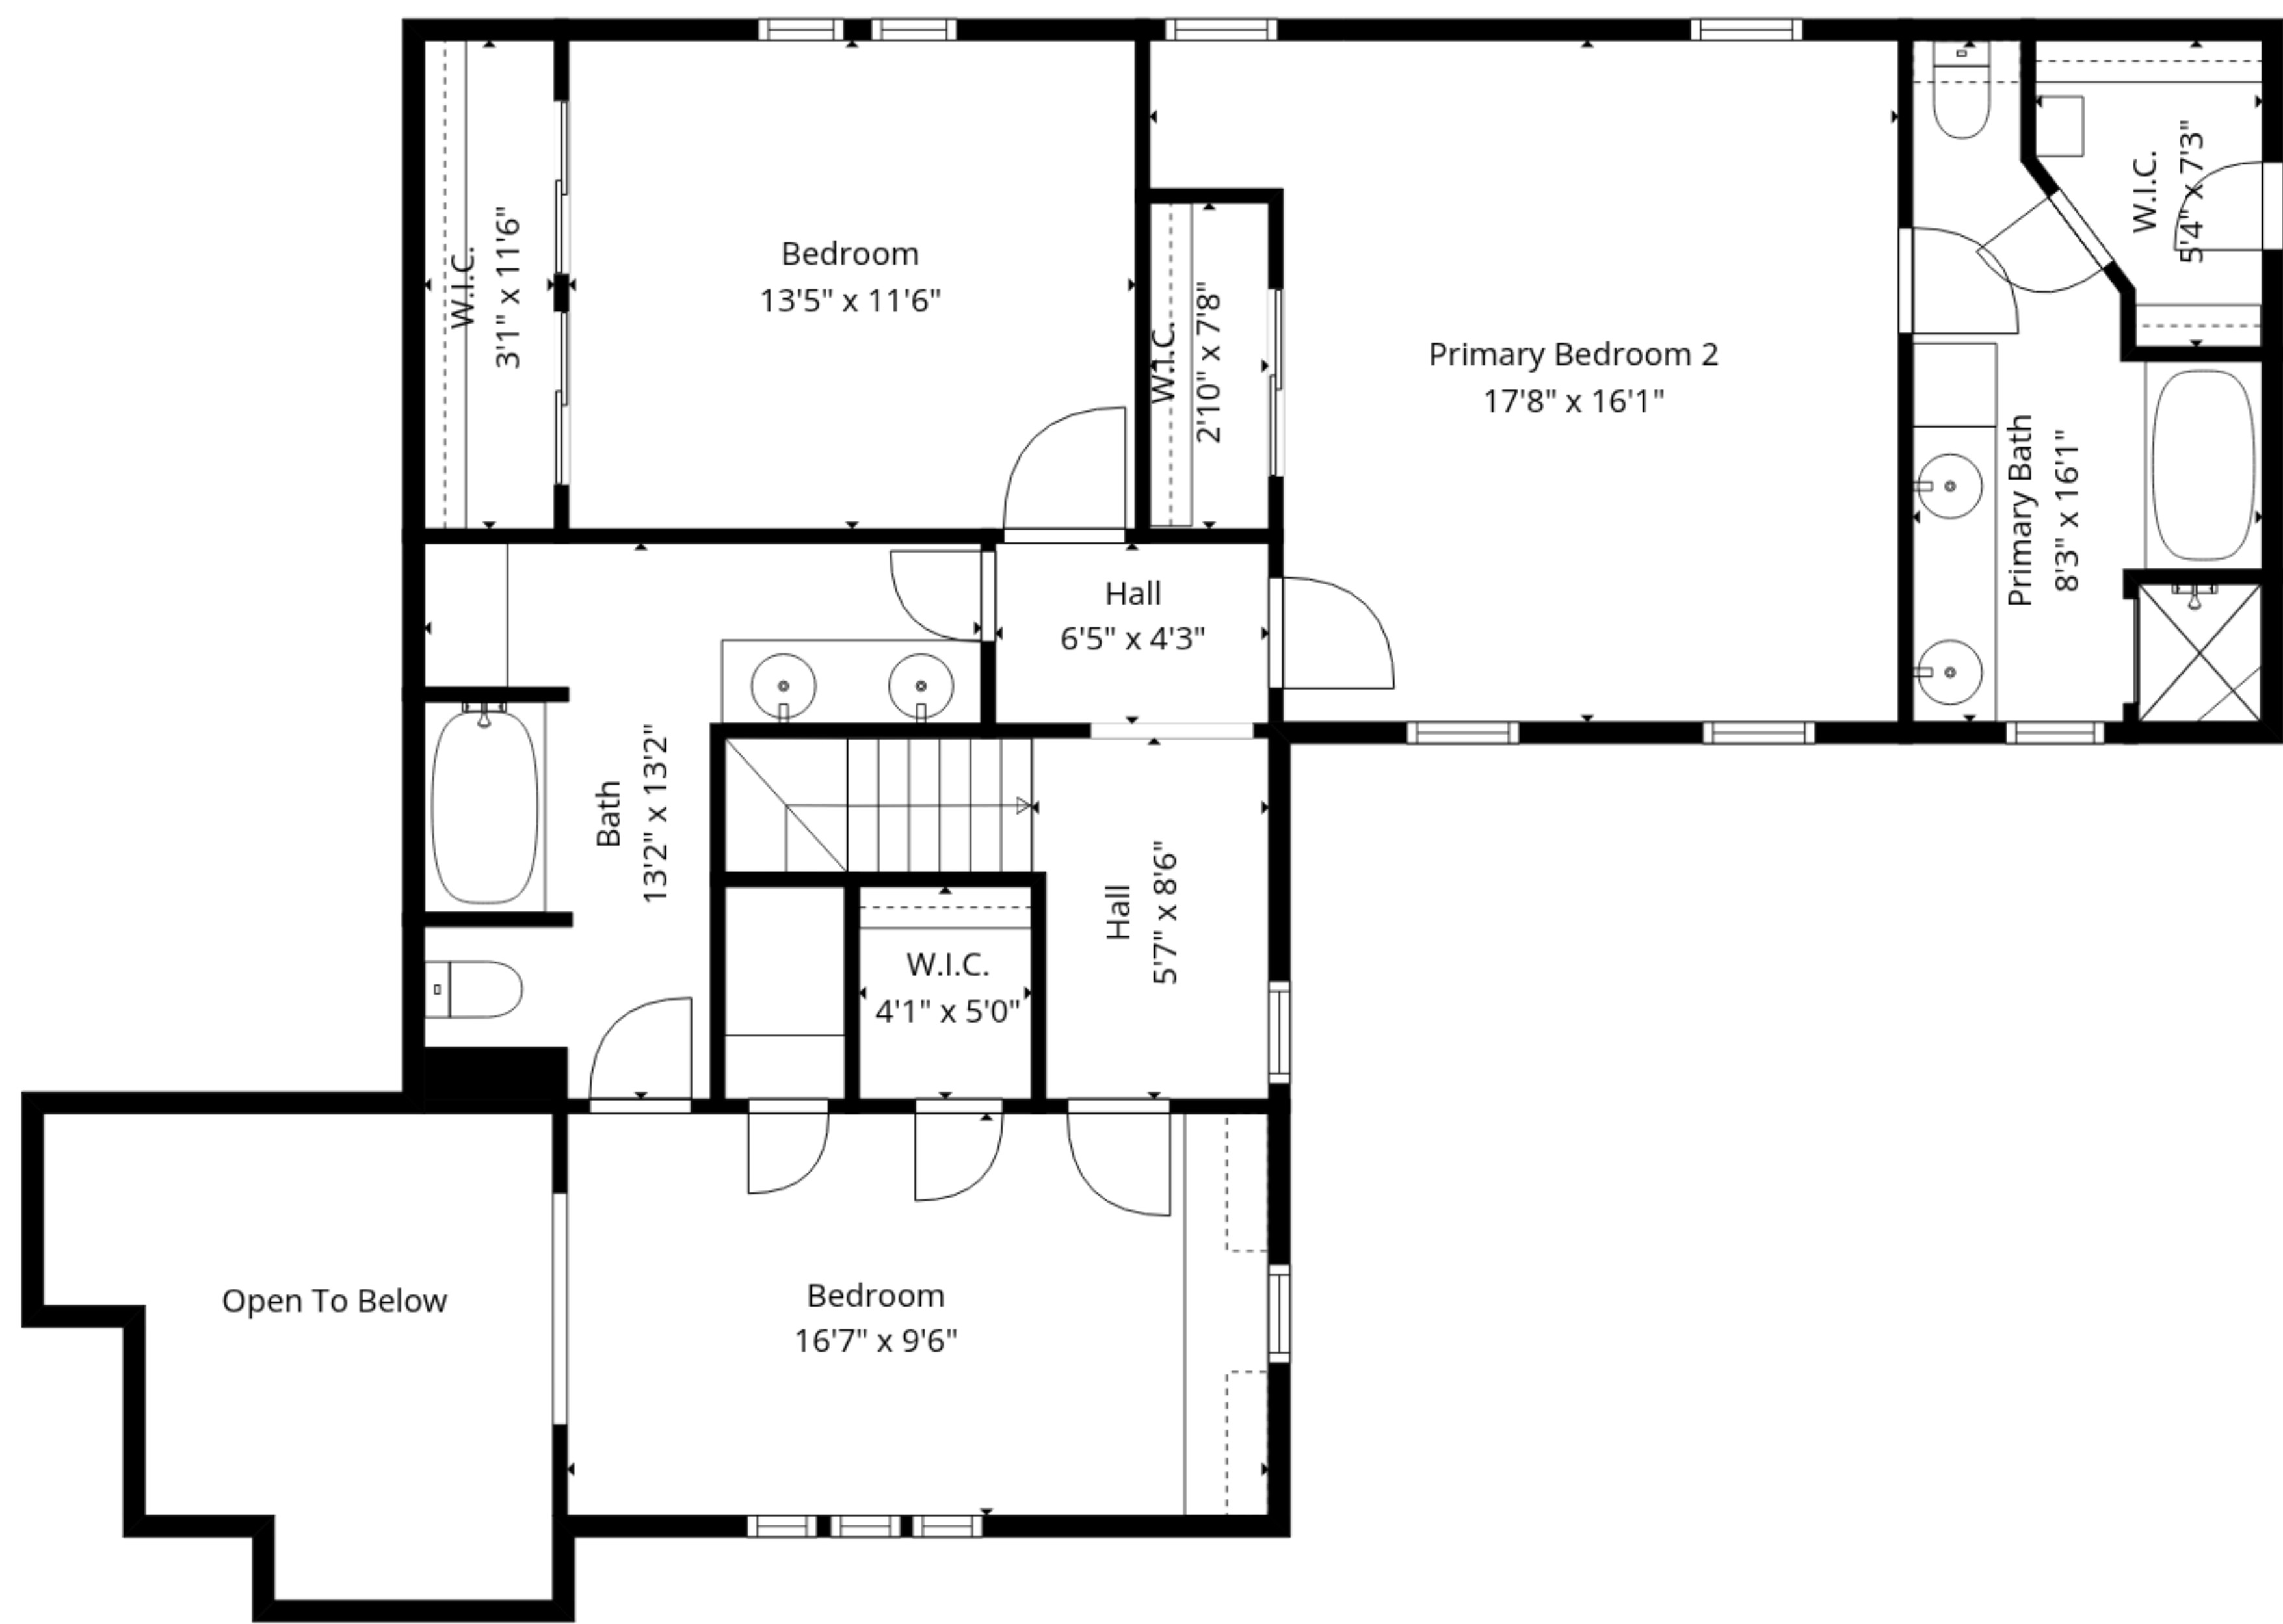 W.I.C.
3'1" x 11'6"
Bedroom
13'5" x 11'6"
W.I.C.
2'10" x 7'8"
Primary Bedroom 2
17'8" x 16'1"
W.I.C.
5'4" x 7'3"
Primary Bath
8'3" x 16'1"
Hall
6'5" x 4'3"
Bath
13'2" x 13'2"
Hall
5'7" x 8'6"
W.I.C.
4'1" x 5'0"
Open To Below
Bedroom
16'7" x 9'6"